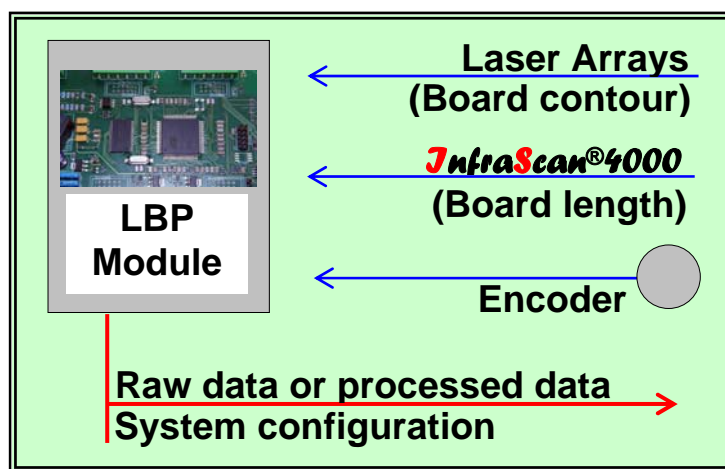 Laser Arrays
(Board contour)
InfraScan®4000
(Board length)
LBP
Module
Encoder
Raw data or processed data
System configuration